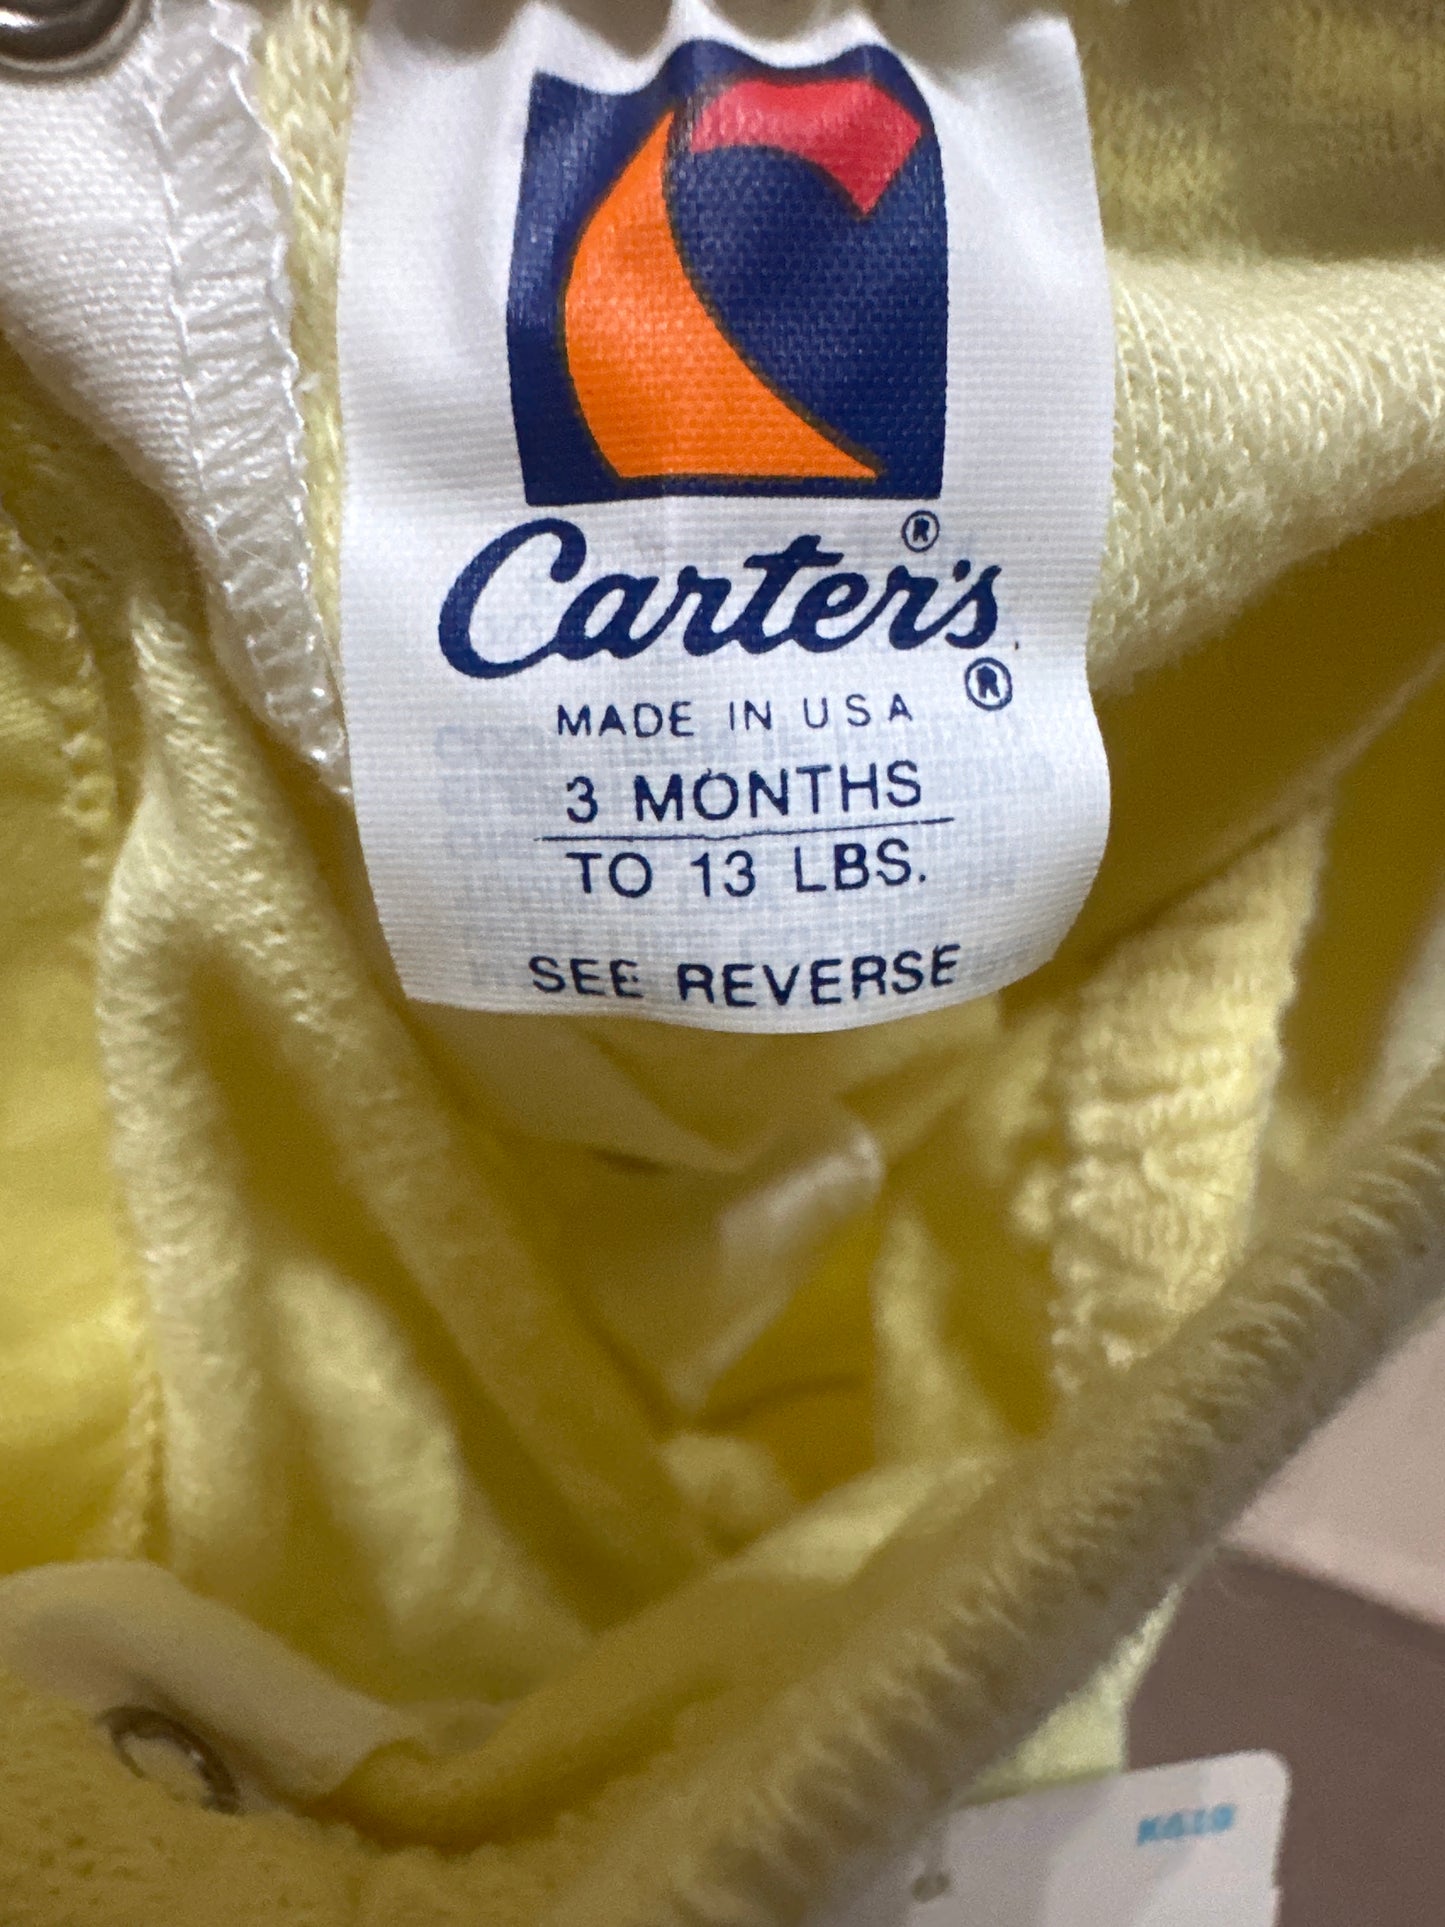 Carter's®
®
MADE IN USA
3 MONTHS
TO 13 LBS.
SEE REVERSE